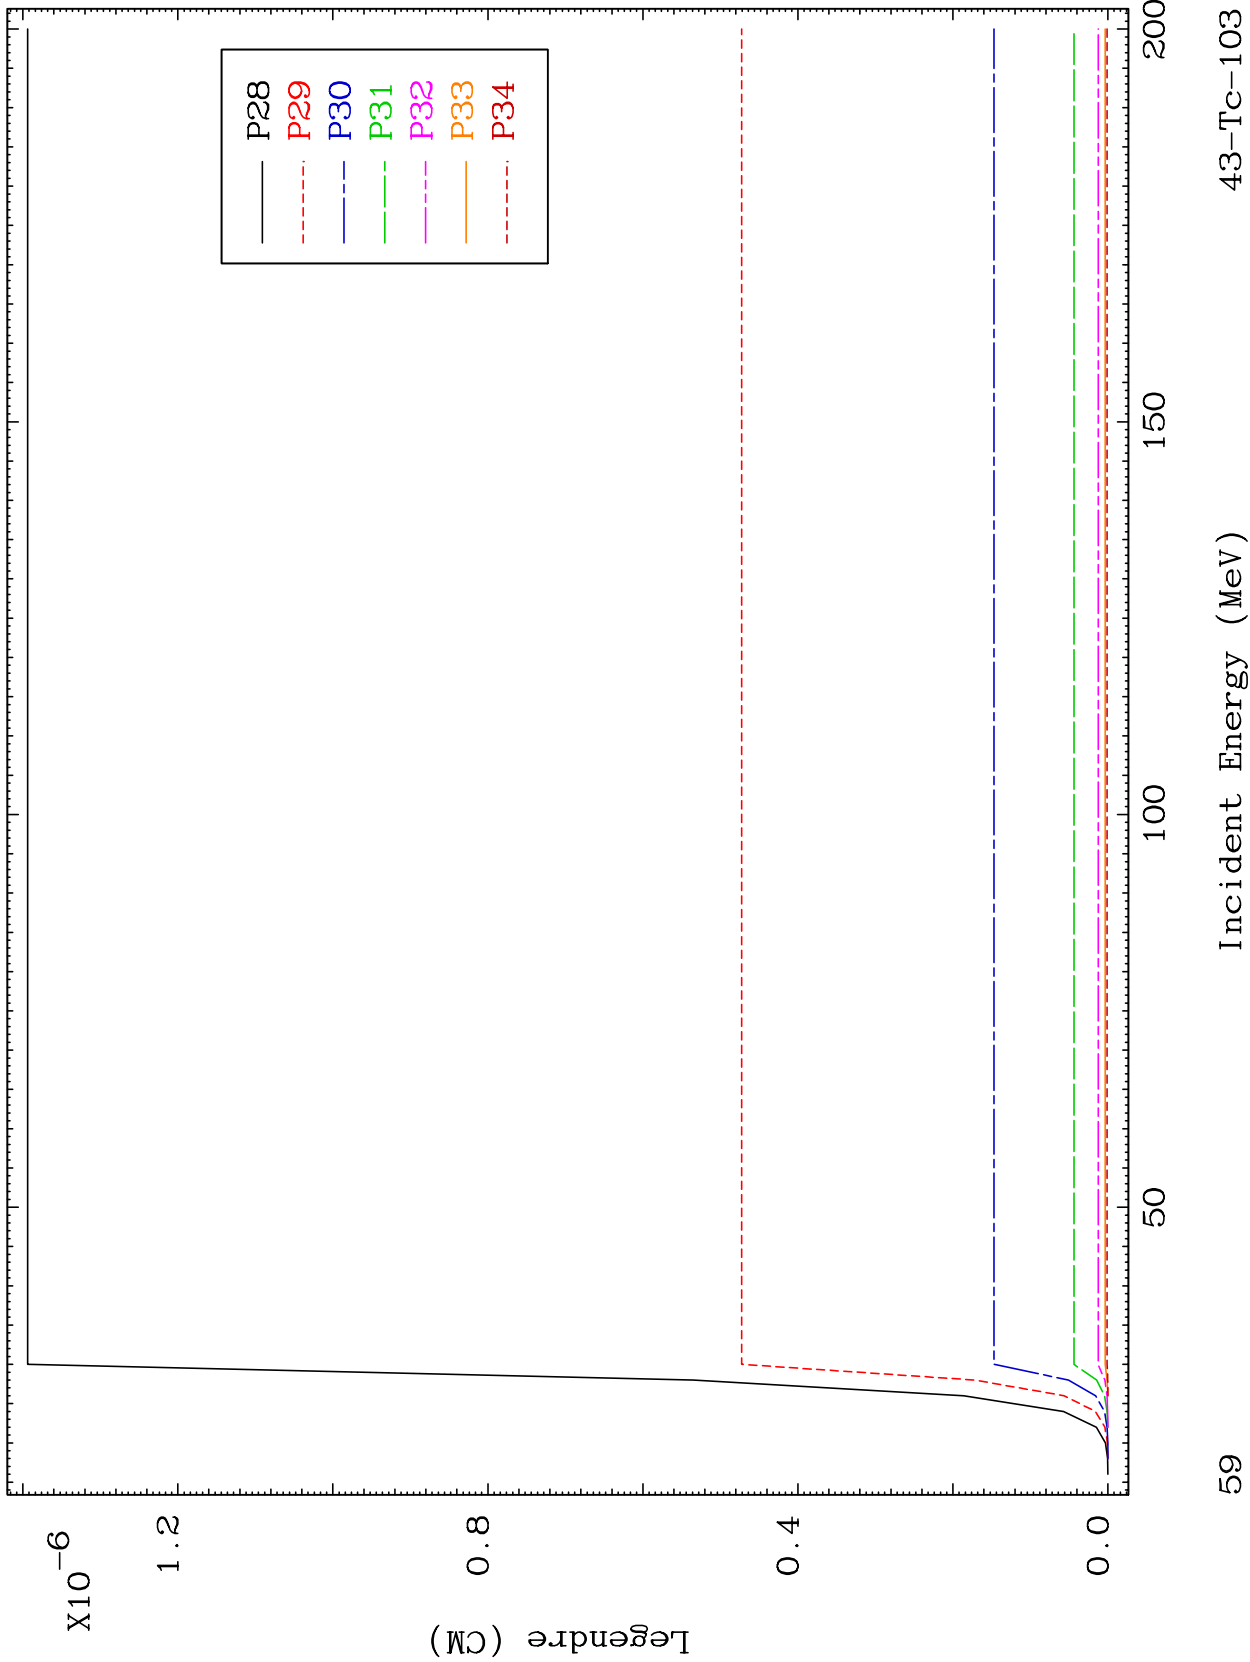 X10-6
1.2
0.8
0.4
0.0
Legendre (CM)
P28
P29
P30
P31
P32
P33
P34
50
100
150
200
Incident Energy (MeV)
59
43-Tc-103